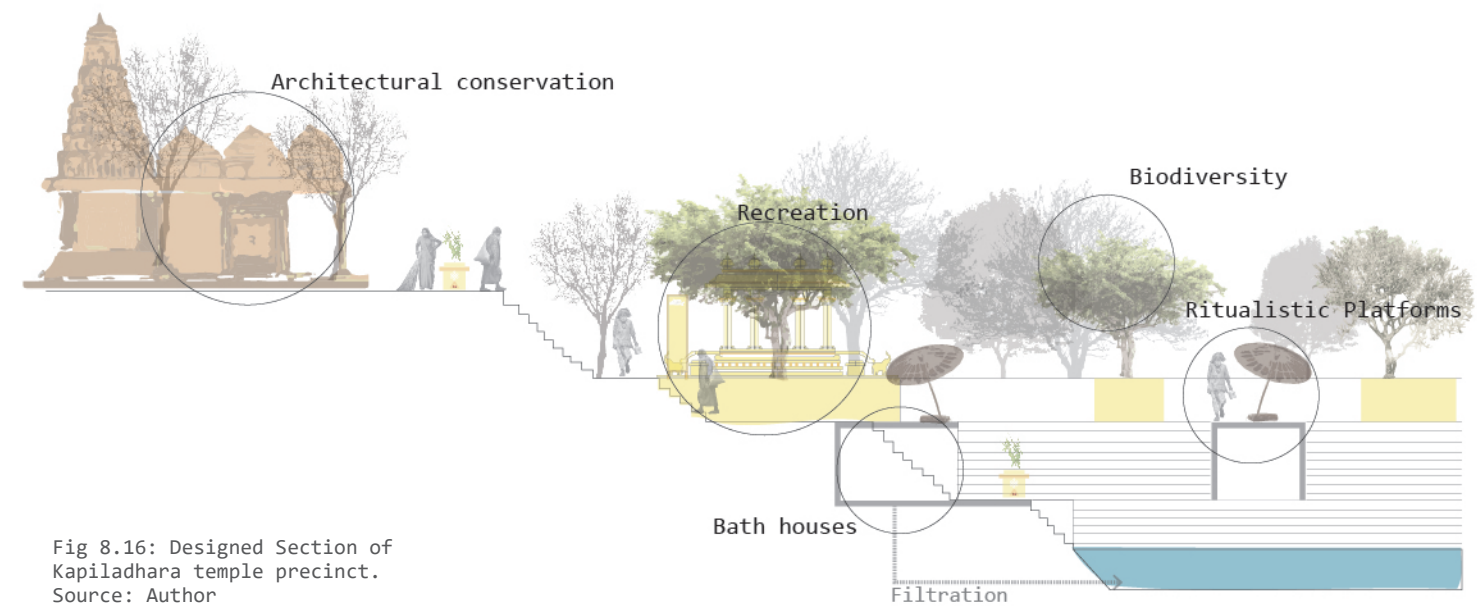 Architectural conservation
Biodiversity
Recreation
Ritualistic Platforms
Bath houses
Fig 8.16: Designed Section of
Kapiladhara temple precinct.
Source: Author
Filtration